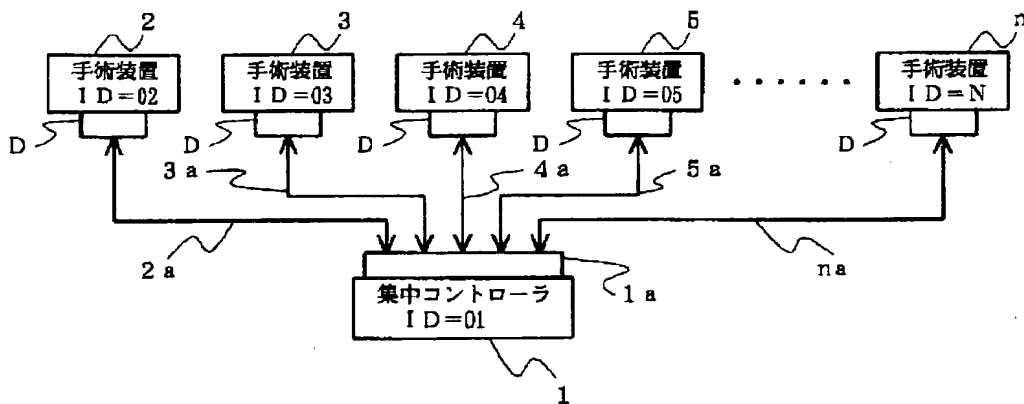 2 3 4 5 n
手術装置 手術装置 手術装置 手術装置 ・・・・・・ 手術装置
ID=02 ID=03 ID=04 ID=05 ID=N
D D D D D
3a 4a 5a
2a na
1a
集中コントローラ
ID=01
1